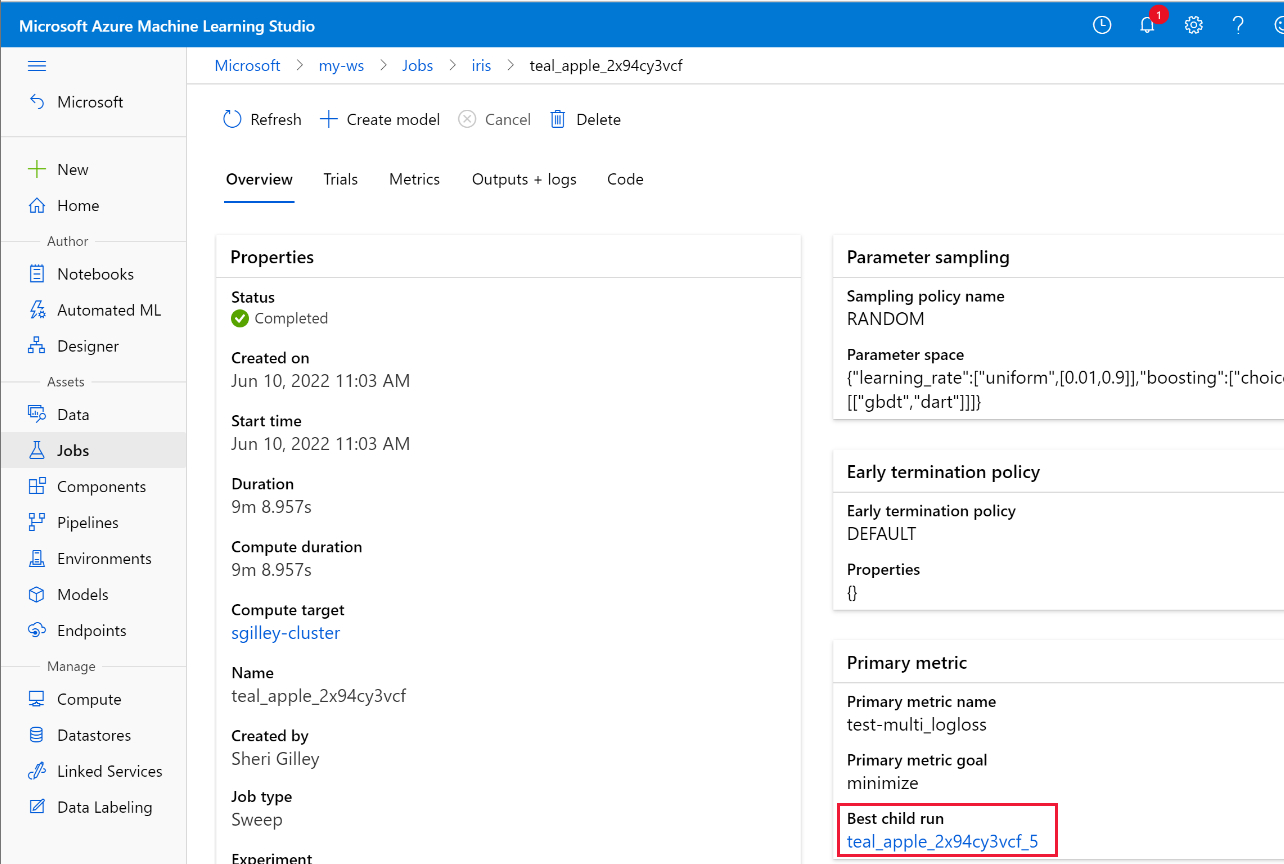 Microsoft Azure Machine Learning Studio
1
Microsoft > my-ws > Jobs > iris > teal_apple_2x94cy3vcf
Microsoft
New
Home
Author
Notebooks
Automated ML
Designer
Assets
Data
Jobs
Components
Pipelines
Environments
Models
Endpoints
Manage
Compute
Datastores
Linked Services
Data Labeling
Refresh Create model Cancel Delete
Overview Trials Metrics Outputs + logs Code
Properties
Status
Completed
Created on
Jun 10, 2022 11:03 AM
Start time
Jun 10, 2022 11:03 AM
Duration
9m 8.957s
Compute duration
9m 8.957s
Compute target
sgilley-cluster
Name
teal_apple_2x94cy3vcf
Created by
Sheri Gilley
Job type
Sweep
Experiment
Parameter sampling
Sampling policy name
RANDOM
Parameter space
{"learning_rate":["uniform",[0.01,0.9]],"boosting":["choic
[["gbdt","dart"]]]}
Early termination policy
Early termination policy
DEFAULT
Properties
{}
Primary metric
Primary metric name
test-multi_logloss
Primary metric goal
minimize
Best child run
teal_apple_2x94cy3vcf_5